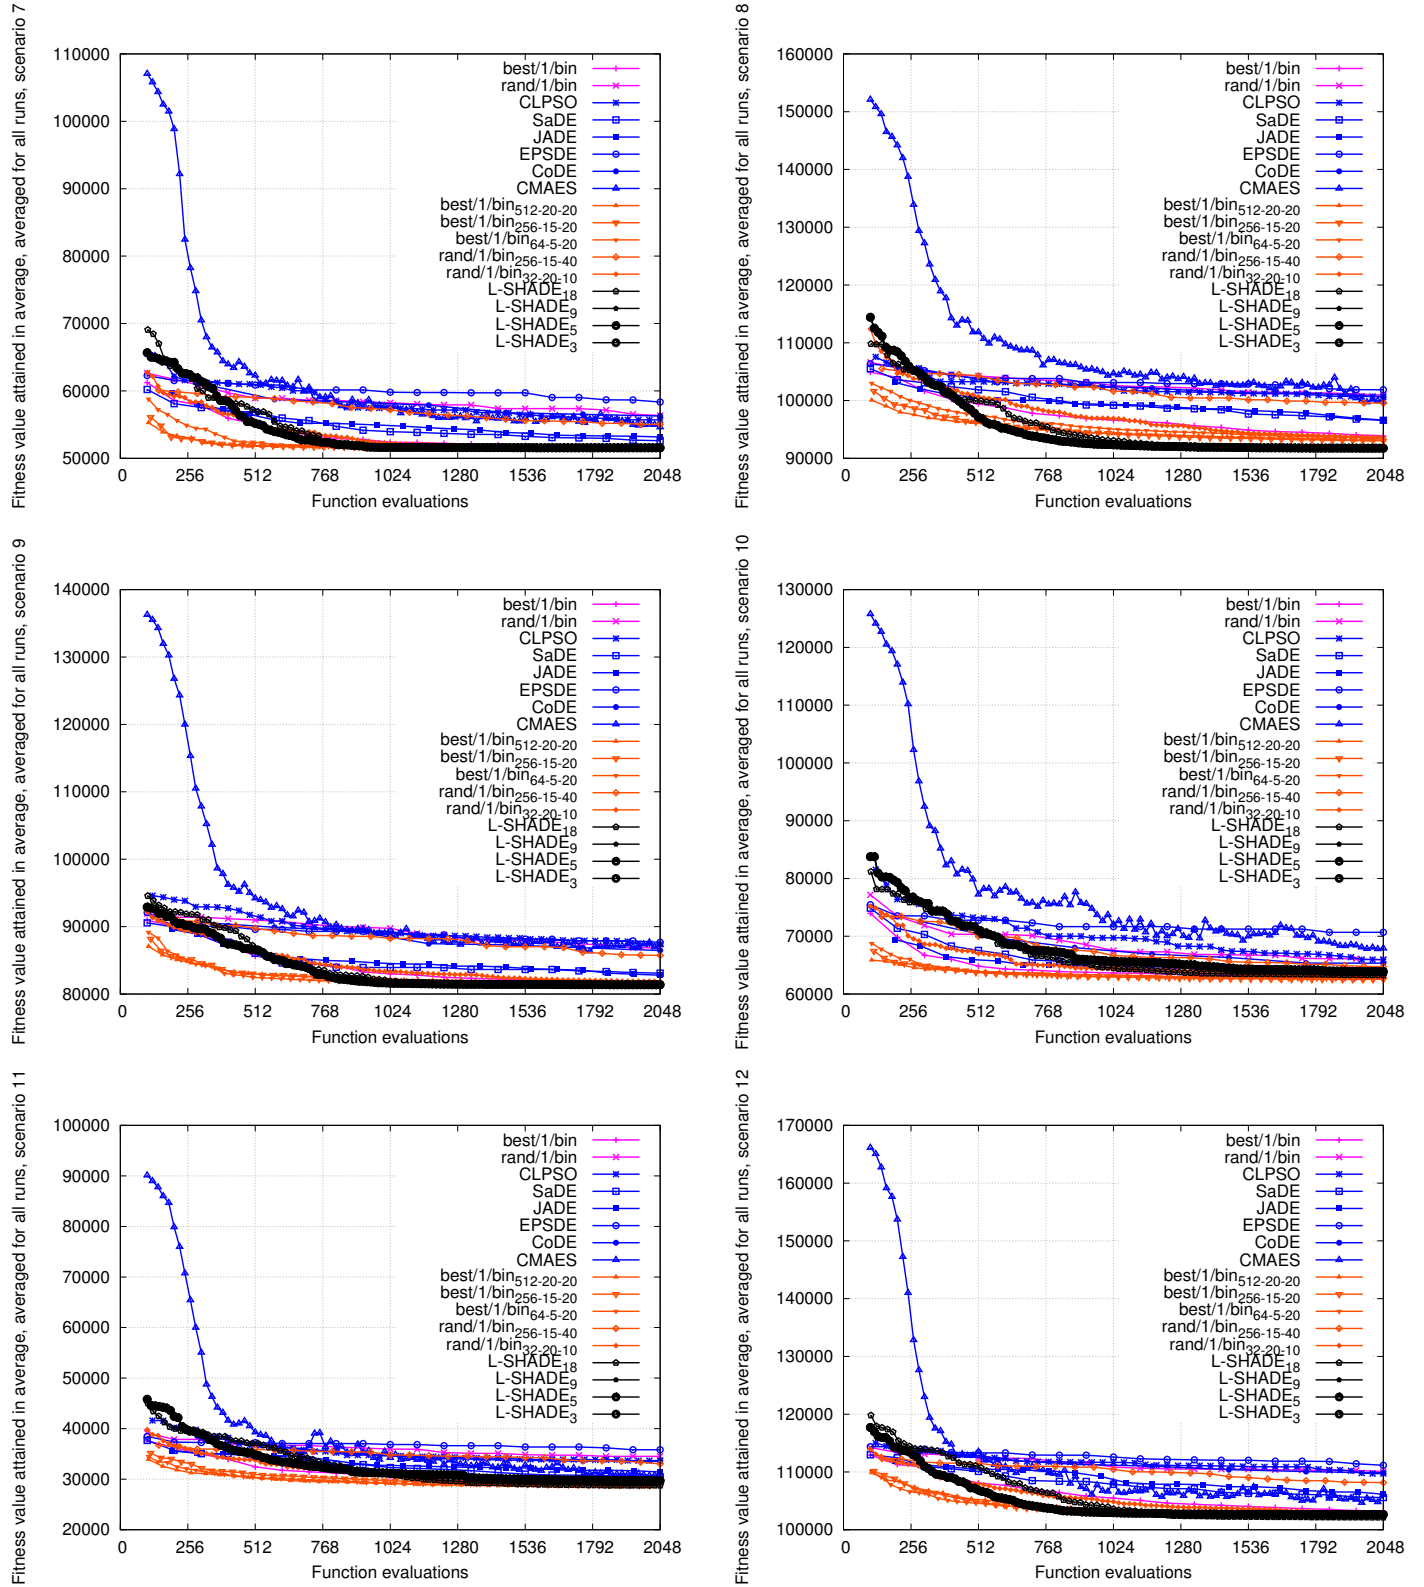 Fitness value attained in average, averaged for all runs, scenario 7
110000
100000
90000
80000
70000
60000
50000
0 256 512 768 1024 1280 1536 1792 2048
Function evaluations
best/1/bin
rand/1/bin
CLPSO
SaDE
JADE
EPSDE
CoDE
CMAES
best/1/bin512-20-20
best/1/bin256-15-20
best/1/bin64-5-20
rand/1/bin256-15-40
rand/1/bin32-20-10
L-SHADE18
L-SHADE9
L-SHADE5
L-SHADE3
Fitness value attained in average, averaged for all runs, scenario 8
160000
150000
140000
130000
120000
110000
100000
90000
0 256 512 768 1024 1280 1536 1792 2048
Function evaluations
best/1/bin
rand/1/bin
CLPSO
SaDE
JADE
EPSDE
CoDE
CMAES
best/1/bin512-20-20
best/1/bin256-15-20
best/1/bin64-5-20
rand/1/bin256-15-40
rand/1/bin32-20-10
L-SHADE18
L-SHADE9
L-SHADE5
L-SHADE3
Fitness value attained in average, averaged for all runs, scenario 9
140000
130000
120000
110000
100000
90000
80000
0 256 512 768 1024 1280 1536 1792 2048
Function evaluations
best/1/bin
rand/1/bin
CLPSO
SaDE
JADE
EPSDE
CoDE
CMAES
best/1/bin512-20-20
best/1/bin256-15-20
best/1/bin64-5-20
rand/1/bin256-15-40
rand/1/bin32-20-10
L-SHADE18
L-SHADE9
L-SHADE5
L-SHADE3
Fitness value attained in average, averaged for all runs, scenario 10
130000
120000
110000
100000
90000
80000
70000
60000
0 256 512 768 1024 1280 1536 1792 2048
Function evaluations
best/1/bin
rand/1/bin
CLPSO
SaDE
JADE
EPSDE
CoDE
CMAES
best/1/bin512-20-20
best/1/bin256-15-20
best/1/bin64-5-20
rand/1/bin256-15-40
rand/1/bin32-20-10
L-SHADE18
L-SHADE9
L-SHADE5
L-SHADE3
Fitness value attained in average, averaged for all runs, scenario 11
100000
90000
80000
70000
60000
50000
40000
30000
20000
0 256 512 768 1024 1280 1536 1792 2048
Function evaluations
best/1/bin
rand/1/bin
CLPSO
SaDE
JADE
EPSDE
CoDE
CMAES
best/1/bin512-20-20
best/1/bin256-15-20
best/1/bin64-5-20
rand/1/bin256-15-40
rand/1/bin32-20-10
L-SHADE18
L-SHADE9
L-SHADE5
L-SHADE3
Fitness value attained in average, averaged for all runs, scenario 12
170000
160000
150000
140000
130000
120000
110000
100000
0 256 512 768 1024 1280 1536 1792 2048
Function evaluations
best/1/bin
rand/1/bin
CLPSO
SaDE
JADE
EPSDE
CoDE
CMAES
best/1/bin512-20-20
best/1/bin256-15-20
best/1/bin64-5-20
rand/1/bin256-15-40
rand/1/bin32-20-10
L-SHADE18
L-SHADE9
L-SHADE5
L-SHADE3